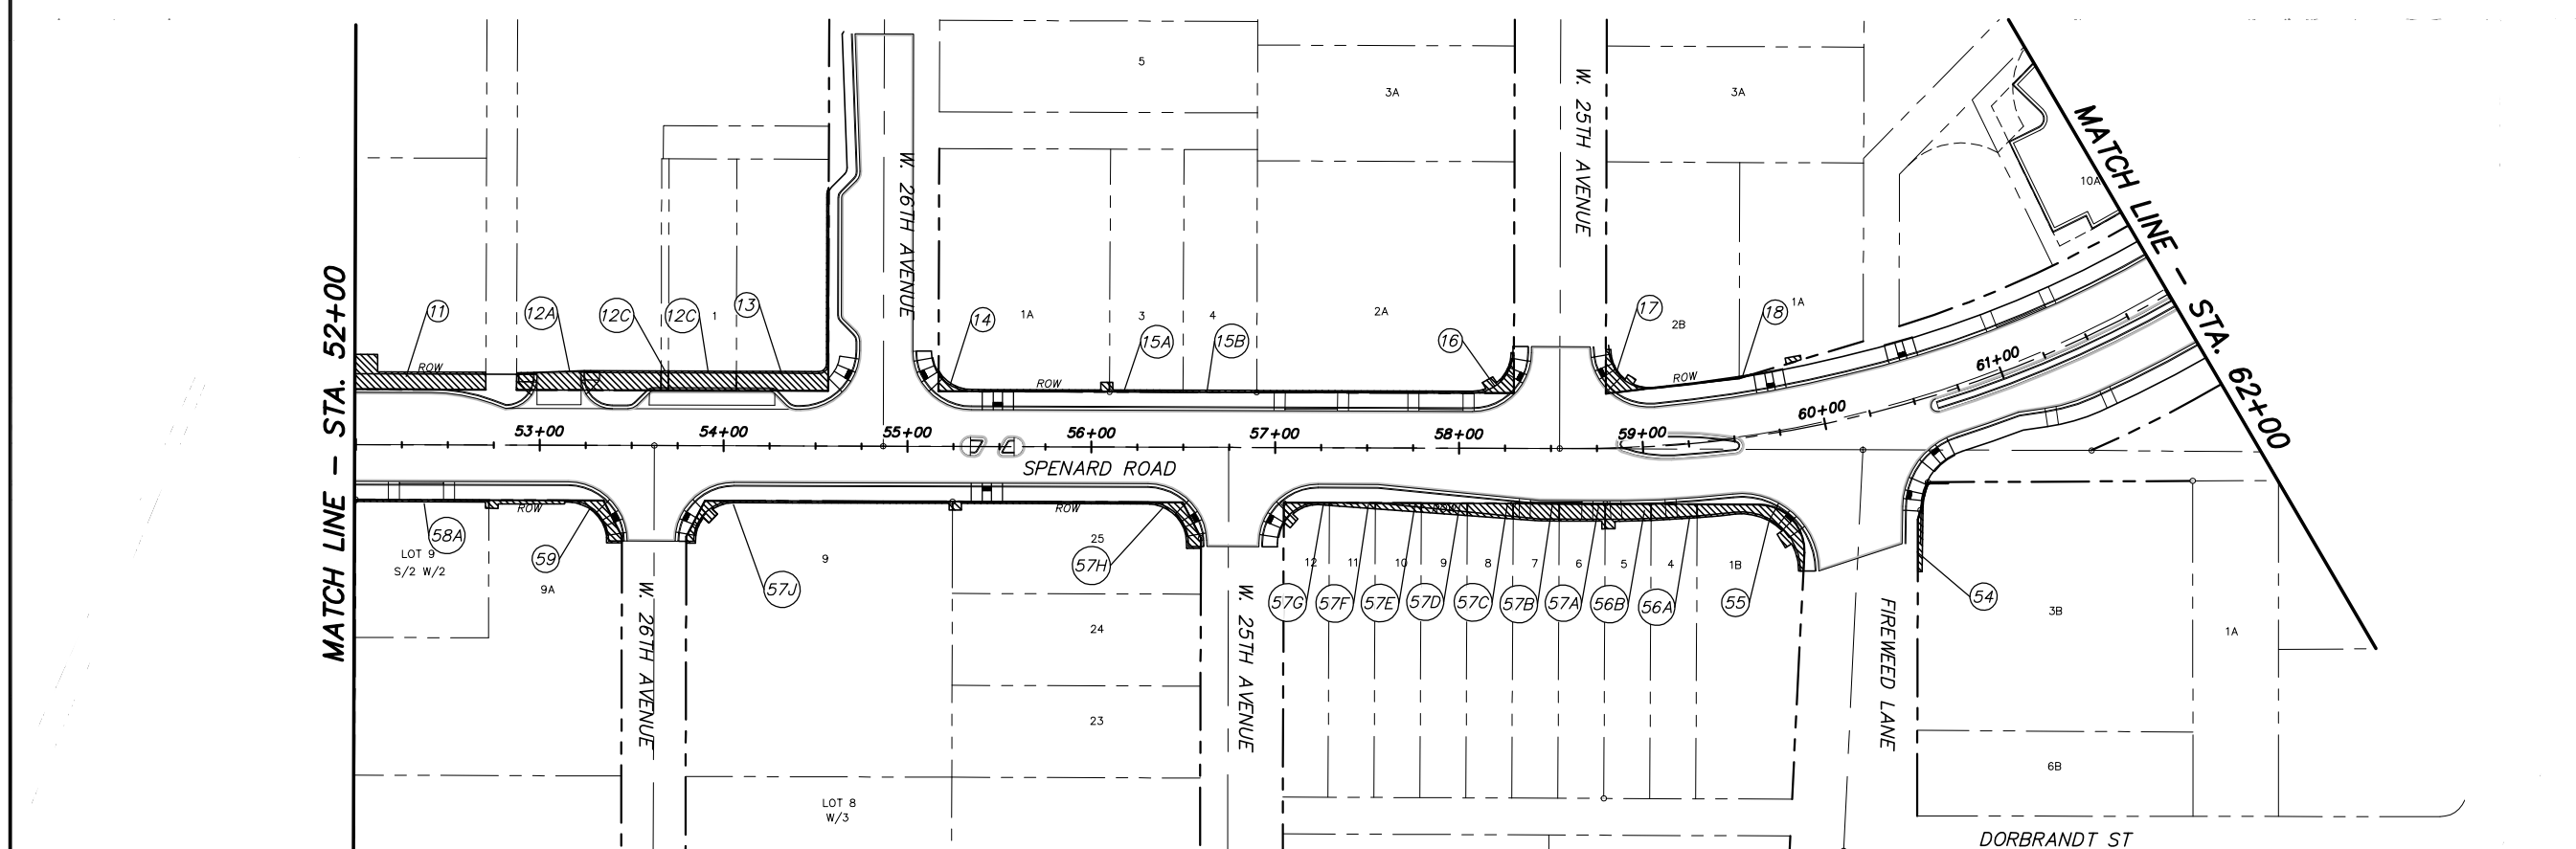 5
3A
3A
W. 25TH AVENUE
MATCH LINE – STA. 62+00
10A
W. 26TH AVENUE
MATCH LINE – STA. 52+00
11
12A
12C
12C
1
13
14
1A
3
4
15A
15B
2A
16
17
2B
18
1A
ROW
ROW
ROW
53+00
54+00
55+00
56+00
57+00
58+00
59+00
60+00
61+00
SPENARD ROAD
ROW
ROW
ROW
58A
LOT 9
S/2 W/2
59
9A
57J
9
57H
25
24
23
12
11
10
9
8
7
6
5
4
1B
57G
57F
57E
57D
57C
57B
57A
56B
56A
55
54
3B
1A
6B
W. 26TH AVENUE
W. 25TH AVENUE
FIREWEED LANE
LOT 8
W/3
DORBRANDT ST